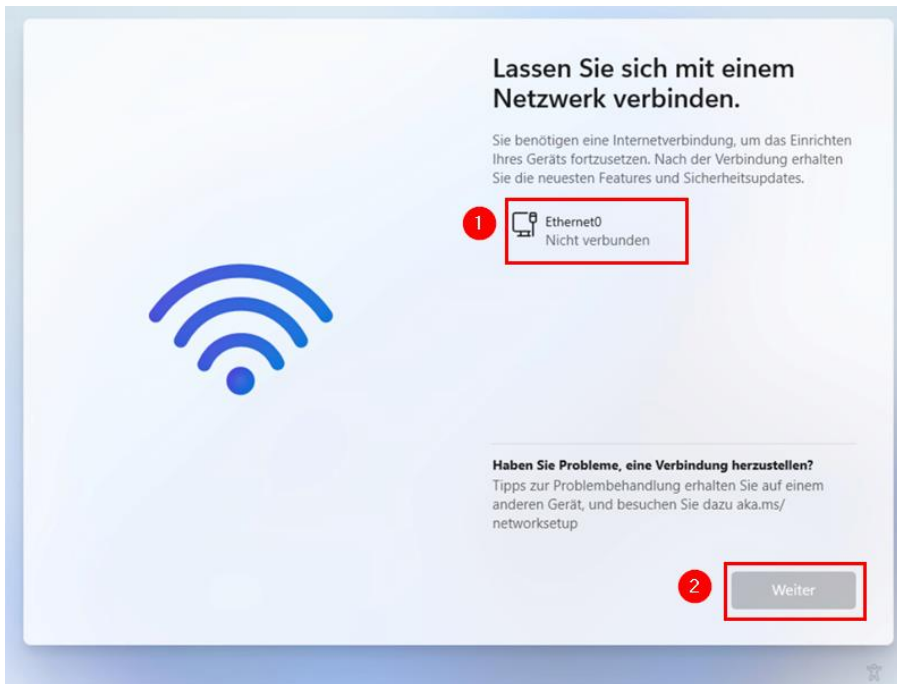 Lassen Sie sich mit einem
Netzwerk verbinden.
Sie benötigen eine Internetverbindung, um das Einrichten
Ihres Geräts fortzusetzen. Nach der Verbindung erhalten
Sie die neuesten Features und Sicherheitsupdates.
1
Ethernet0
Nicht verbunden
Haben Sie Probleme, eine Verbindung herzustellen?
Tipps zur Problembehandlung erhalten Sie auf einem
anderen Gerät, und besuchen Sie dazu aka.ms/
networksetup
2
Weiter